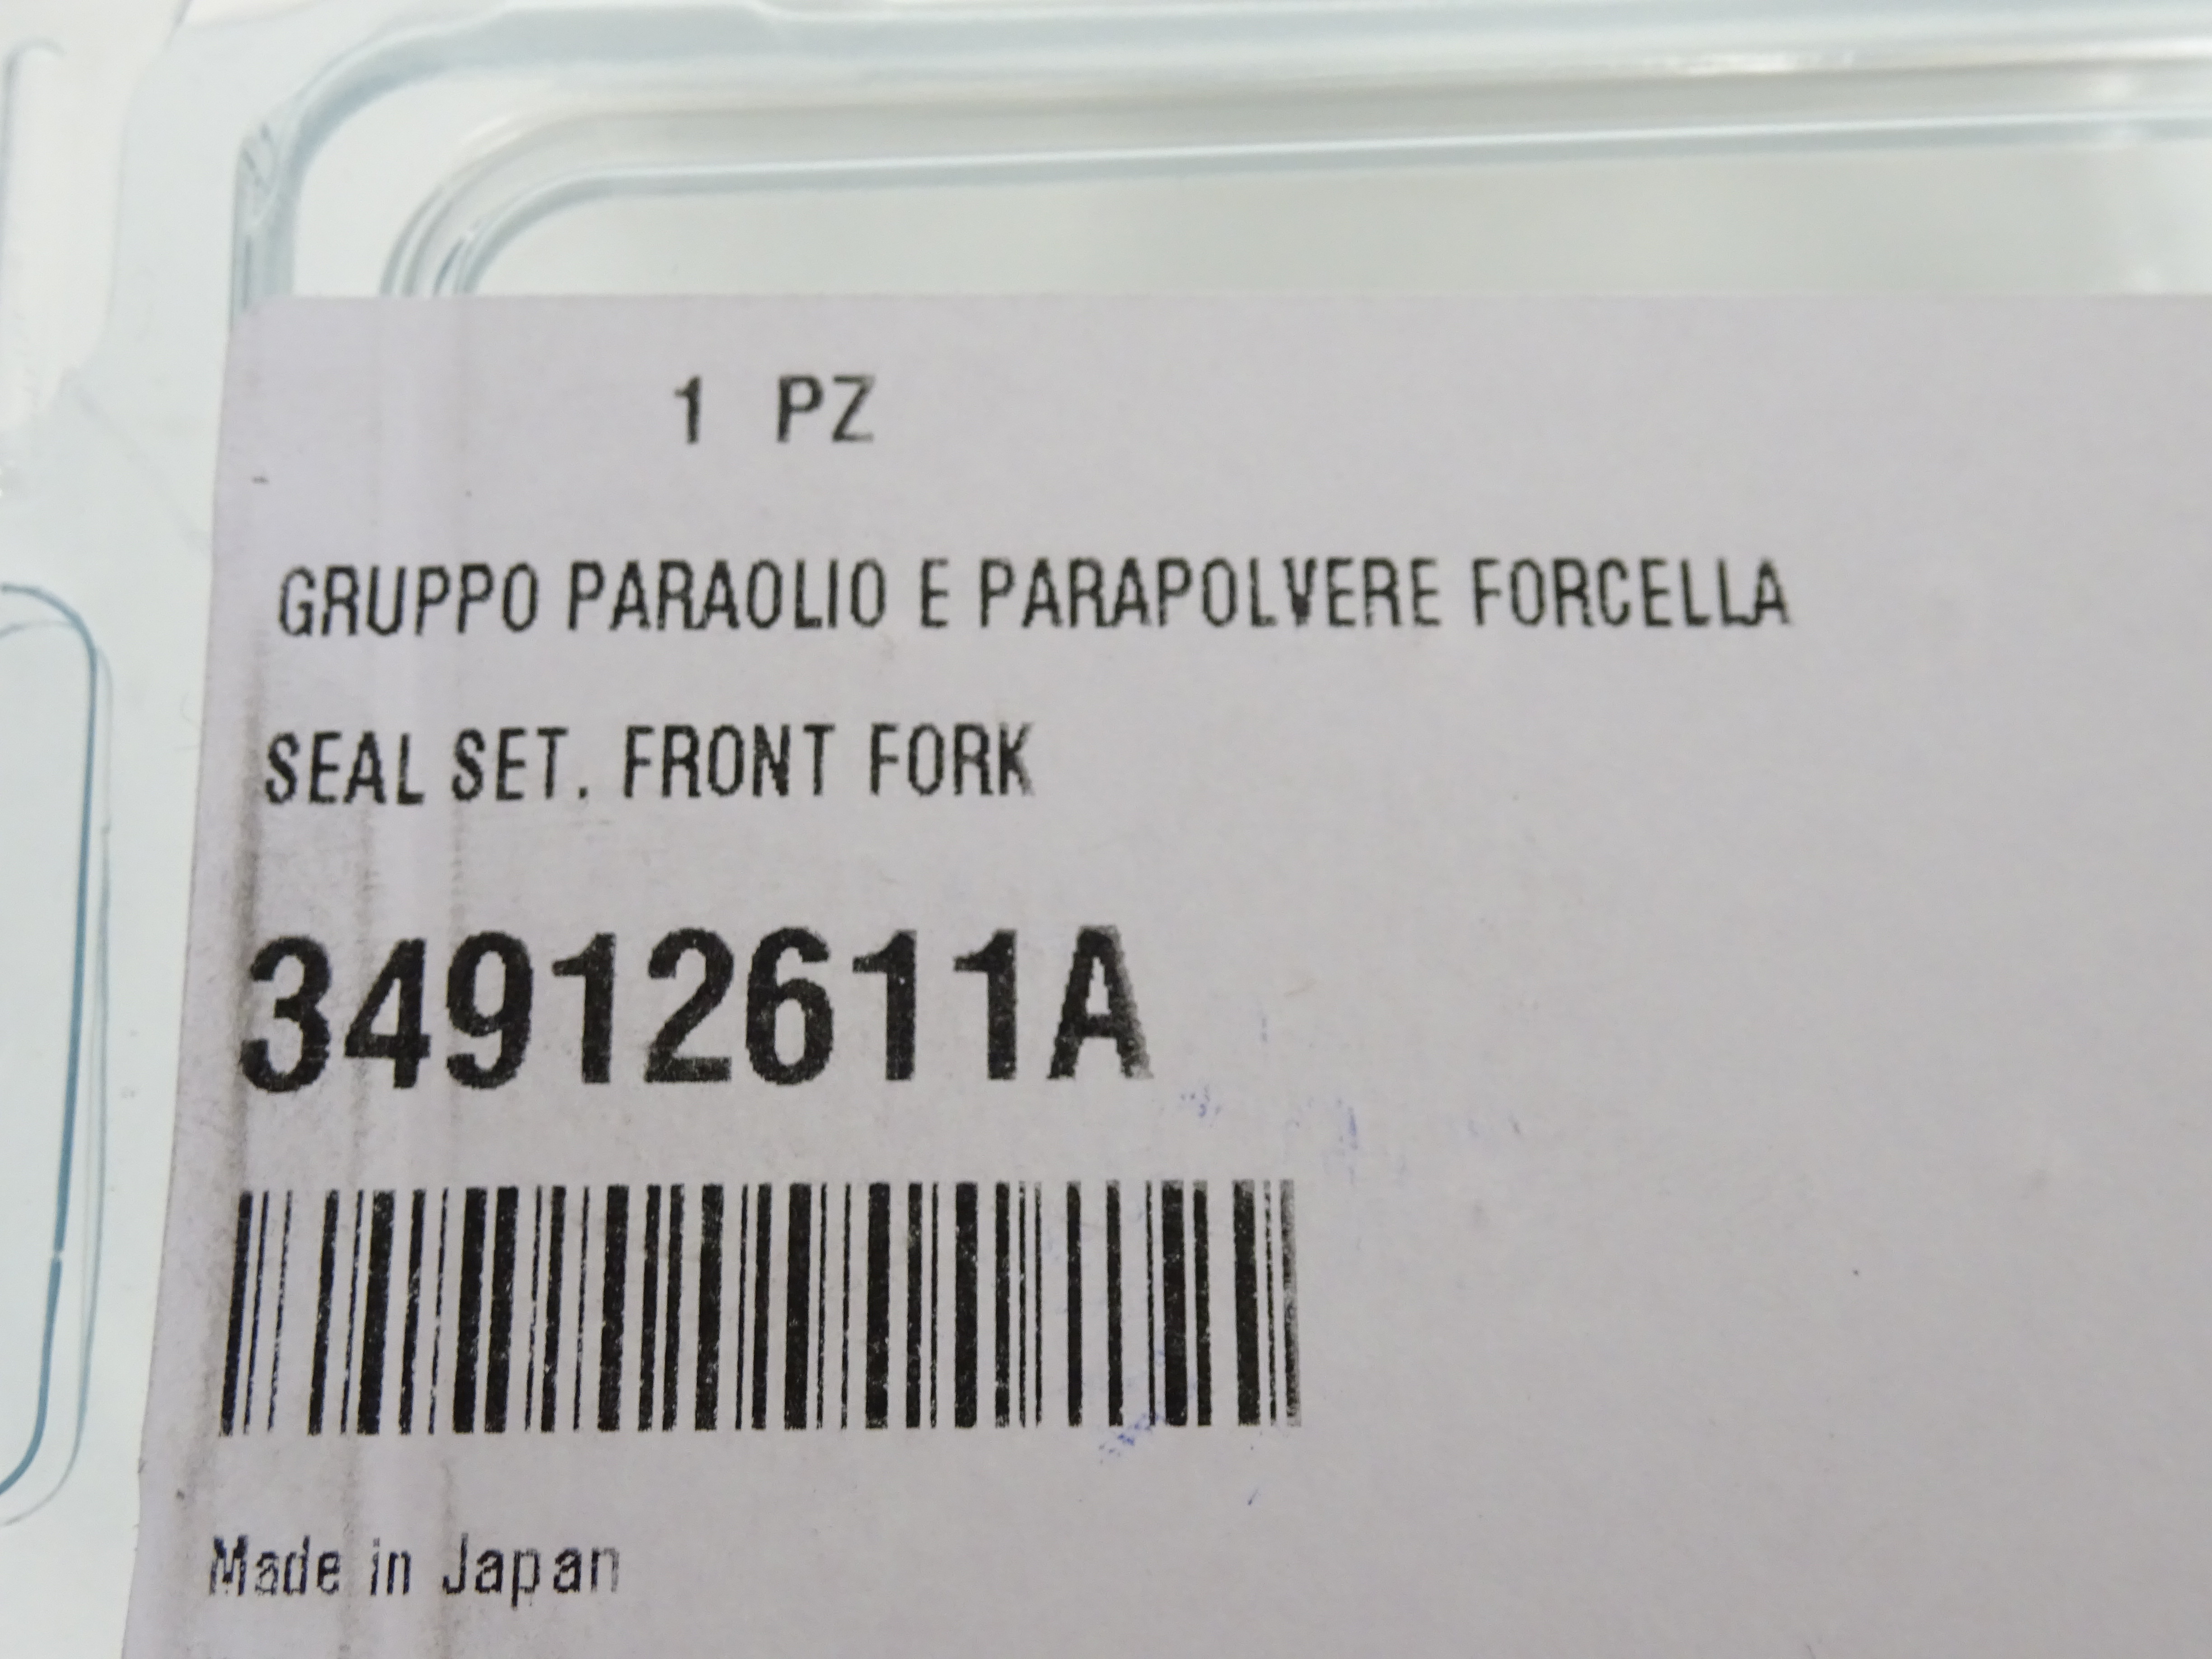 1 PZ
GRUPPO PARAOLIO E PARAPOLVERE FORCELLA
SEAL SET. FRONT FORK
34912611A
Made in Japan